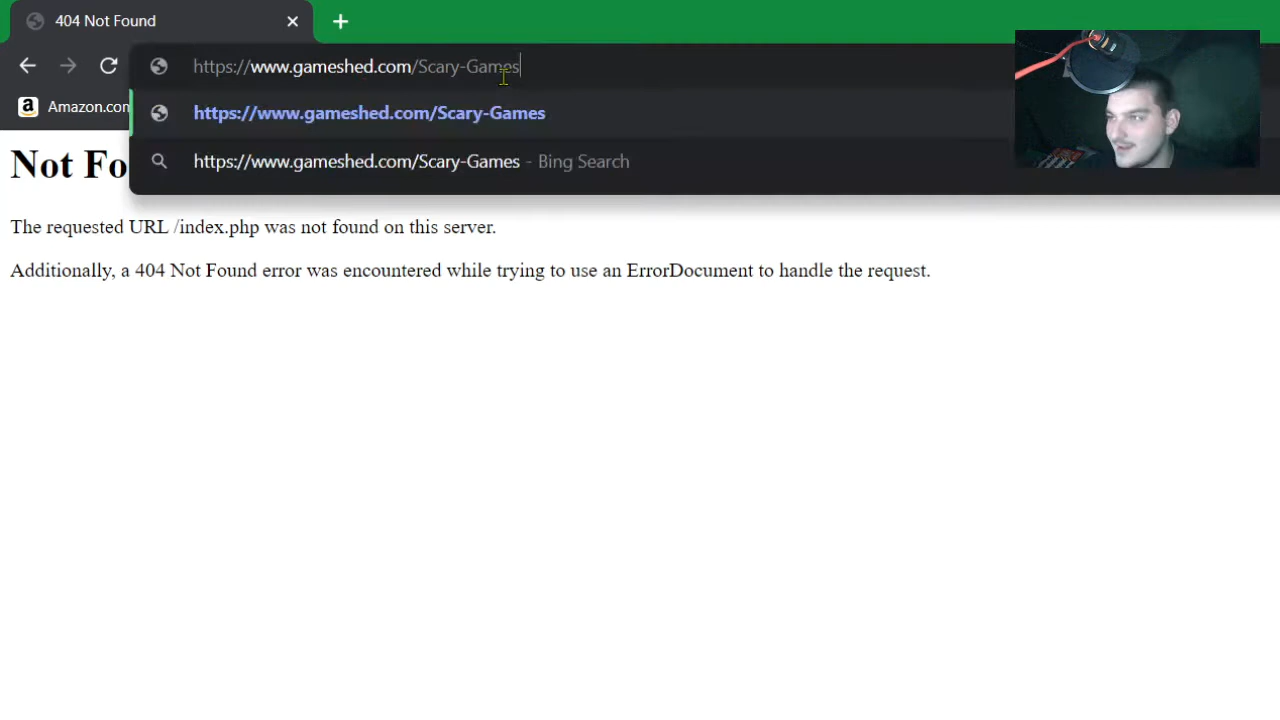 404 Not Found
https://www.gameshed.com/Scary-Games
Amazon.com
https://www.gameshed.com/Scary-Games
https://www.gameshed.com/Scary-Games - Bing Search
Not Fo
The requested URL /index.php was not found on this server.
Additionally, a 404 Not Found error was encountered while trying to use an ErrorDocument to handle the request.